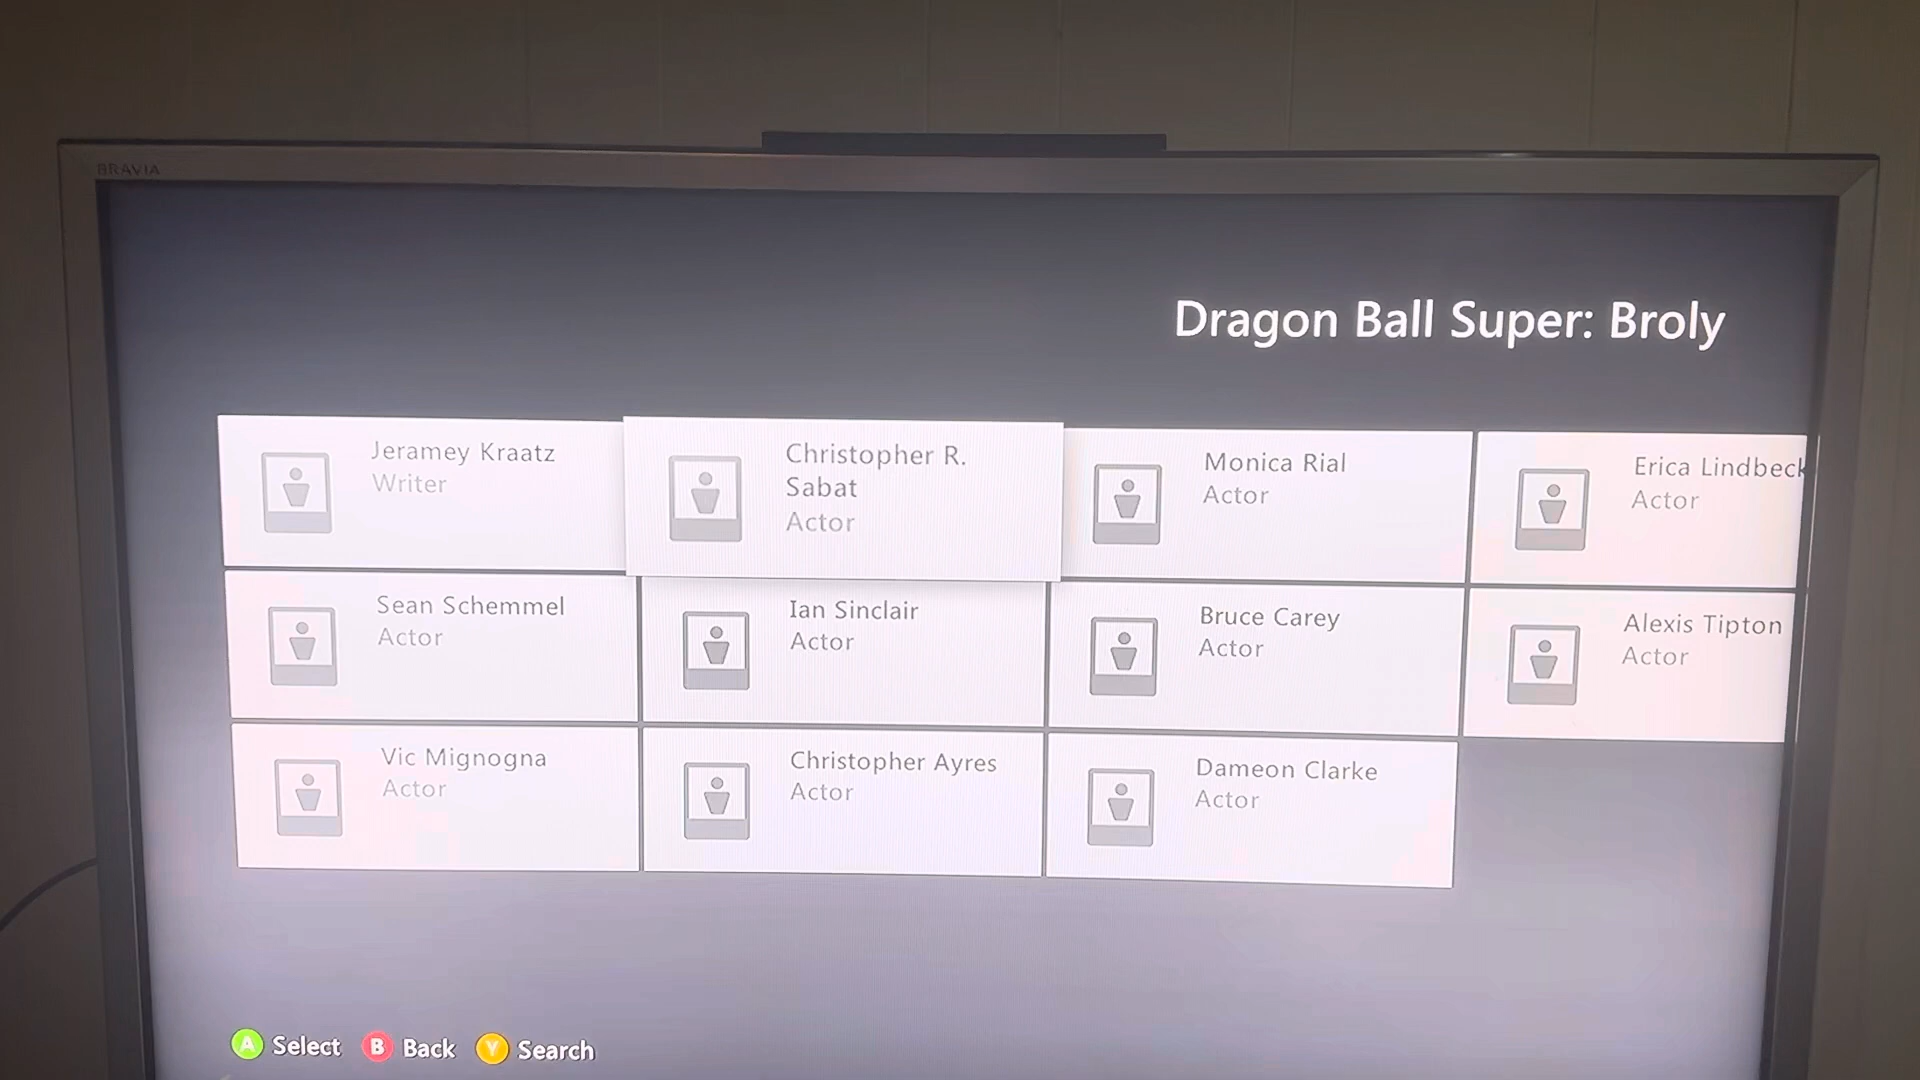 BRAVIA
Dragon Ball Super: Broly
Jeramey Kraatz
Writer
Christopher R.
Sabat
Actor
Monica Rial
Actor
Erica Lindbeck
Actor
Sean Schemmel
Actor
Ian Sinclair
Actor
Bruce Carey
Actor
Alexis Tipton
Actor
Vic Mignogna
Actor
Christopher Ayres
Actor
Dameon Clarke
Actor
A Select B Back Y Search